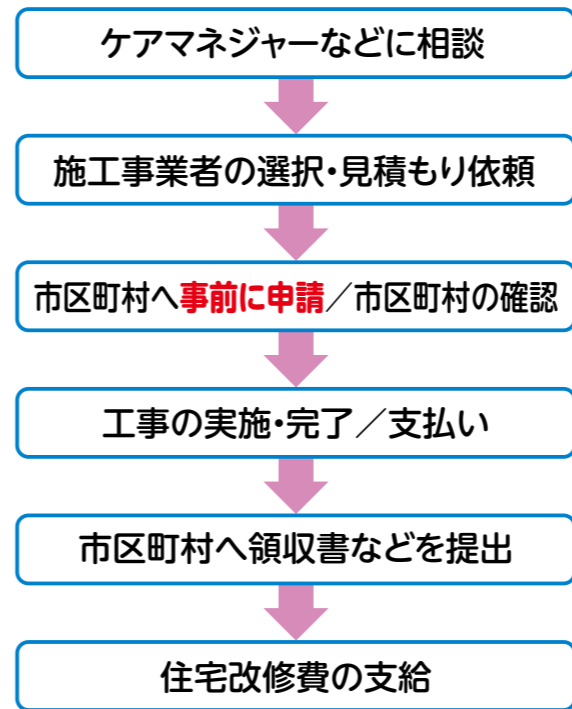 ケアマネジャーなどに相談
施工事業者の選択・見積もり依頼
市区町村へ事前に申請／市区町村の確認
工事の実施・完了／支払い
市区町村へ領収書などを提出
住宅改修費の支給